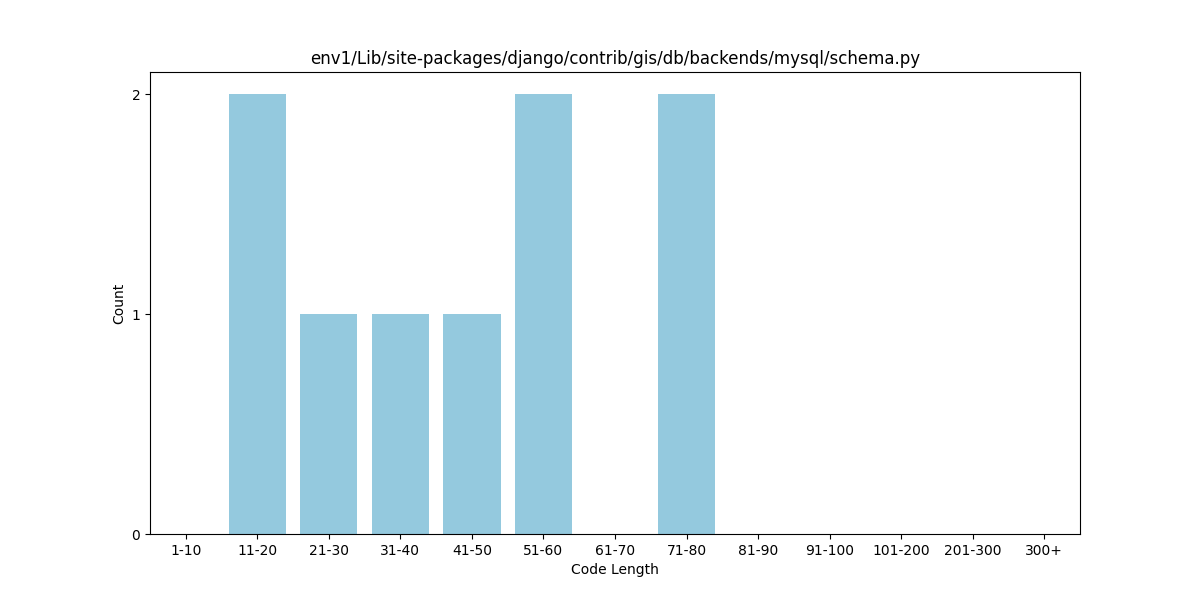 env1/Lib/site-packages/django/contrib/gis/db/backends/mysql/schema.py
2
1
0
Count
1-10 11-20 21-30 31-40 41-50 51-60 61-70 71-80 81-90 91-100 101-200 201-300 300+
Code Length